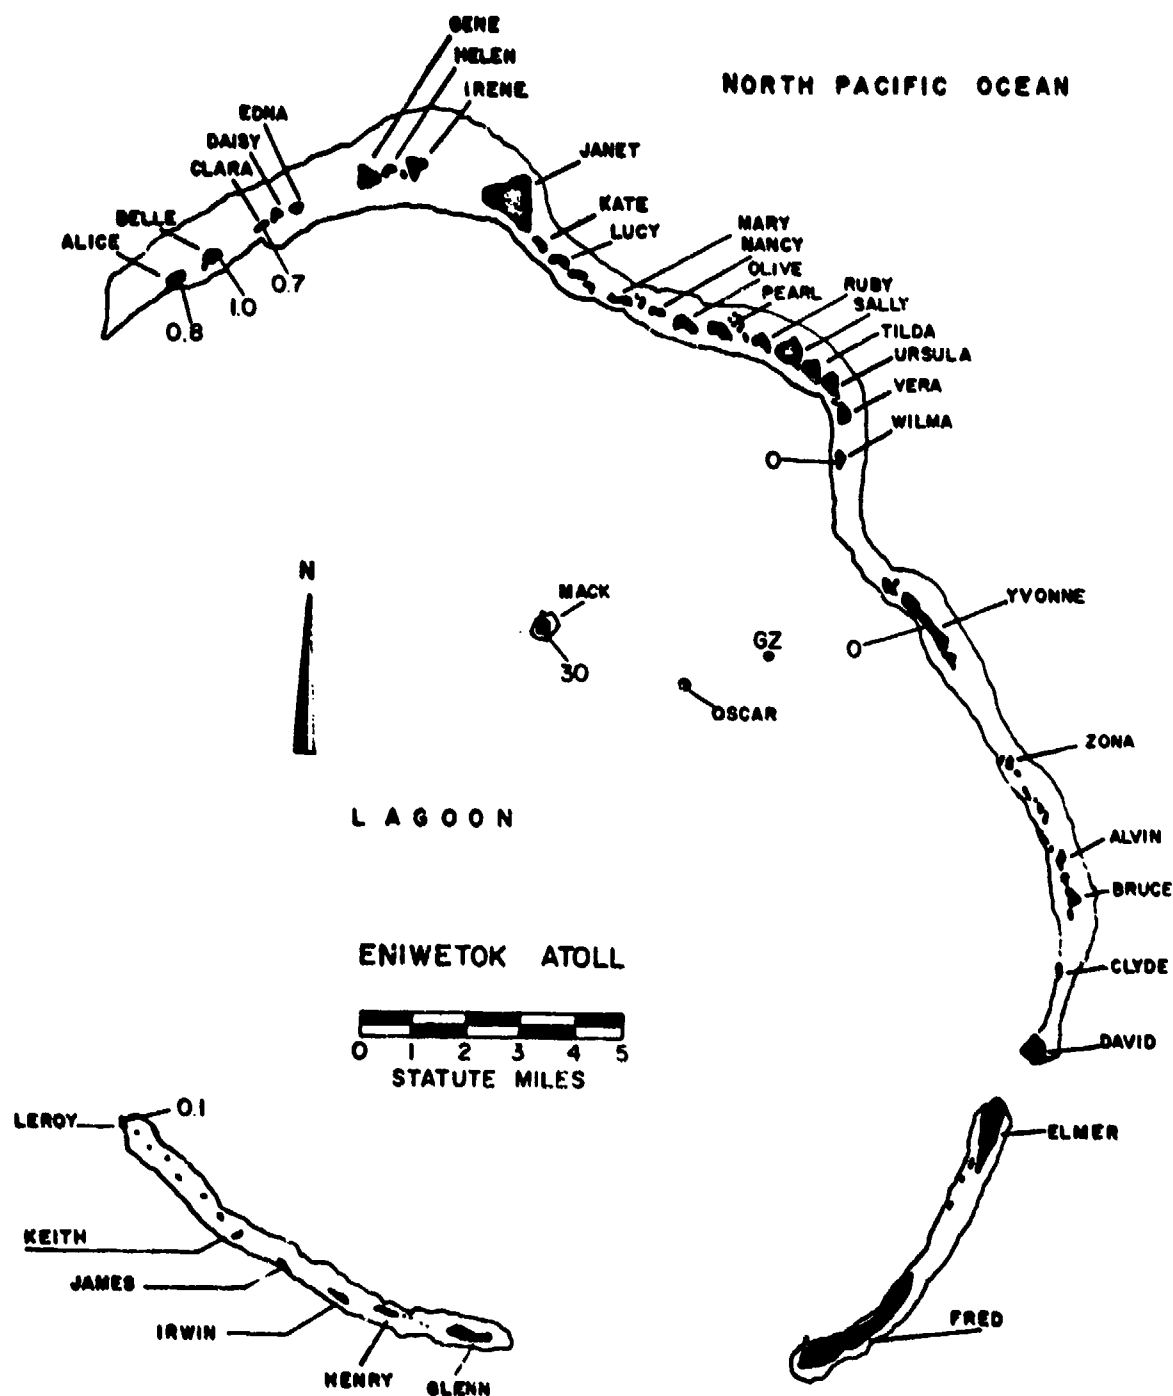 GENE
HELEN
IRENE
NORTH PACIFIC OCEAN
EDNA
DAISY
CLARA
JANET
BELLE
ALICE
KATE
LUCY
MARY
NANCY
OLIVE
PEARL
RUBY
SALLY
TILDA
URSULA
VERA
WILMA
0.7
1.0
0.8
0
N
MACK
30
GZ
OSCAR
YVONNE
0
ZONA
LAGOON
ALVIN
BRUCE
CLYDE
DAVID
ENIWETOK ATOLL
0 1 2 3 4 5
STATUTE MILES
LEROY
0.1
ELMER
KEITH
JAMES
IRWIN
HENRY
GLENN
FRED